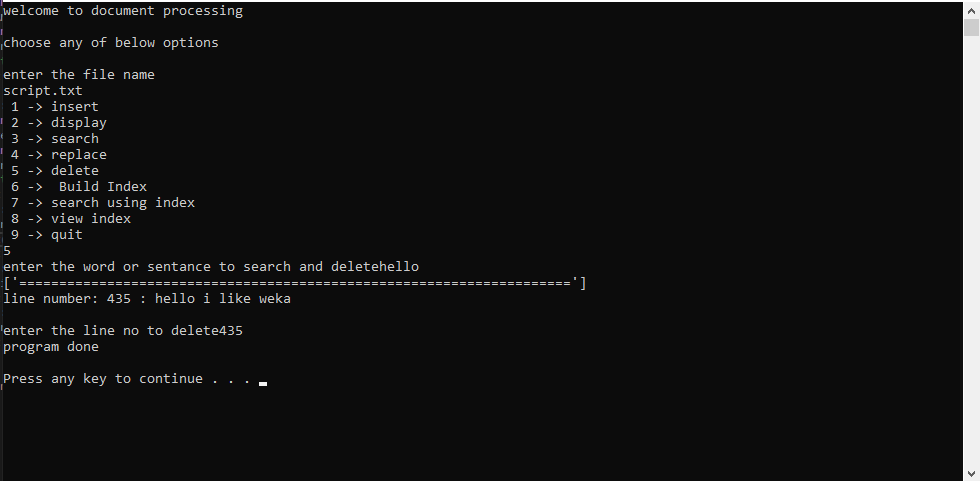 welcome to document processing
choose any of below options
enter the file name
script.txt
1 -> insert
2 -> display
3 -> search
4 -> replace
5 -> delete
6 ->  Build Index
7 -> search using index
8 -> view index
9 -> quit
5
enter the word or sentance to search and deletehello
['=====================================================================']
line number: 435 : hello i like weka
enter the line no to delete435
program done
Press any key to continue . . .